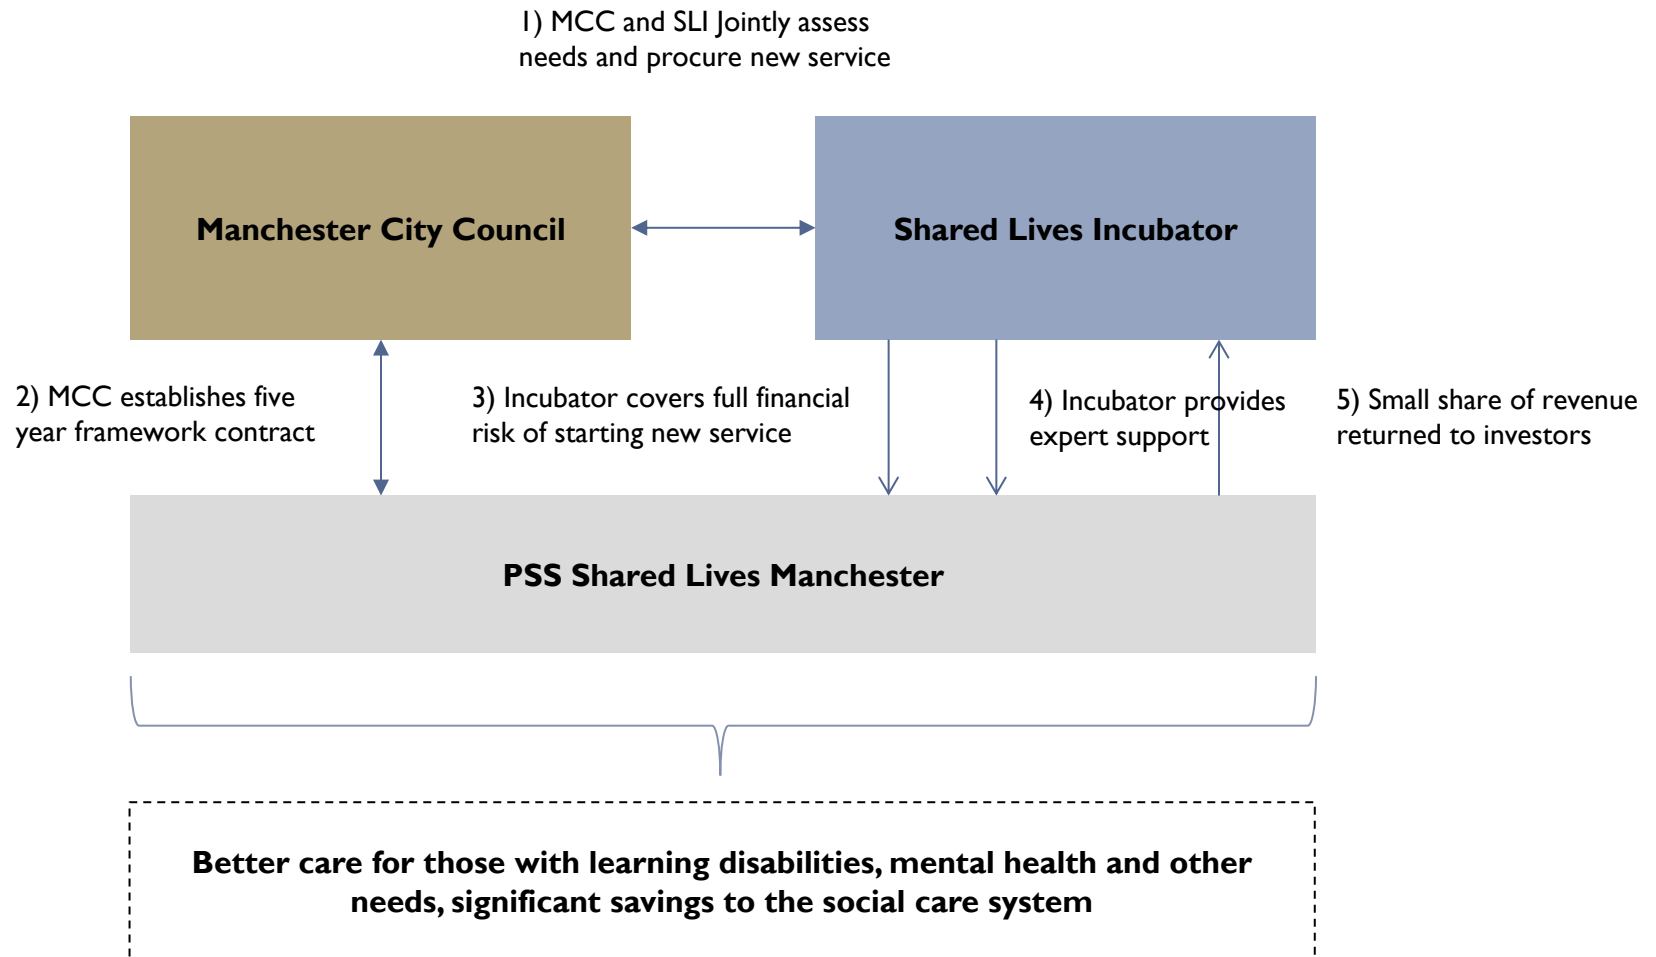 1) MCC and SLI Jointly assess
needs and procure new service
Manchester City Council
Shared Lives Incubator
2) MCC establishes five
year framework contract
3) Incubator covers full financial
risk of starting new service
4) Incubator provides
expert support
5) Small share of revenue
returned to investors
PSS Shared Lives Manchester
Better care for those with learning disabilities, mental health and other
needs, significant savings to the social care system